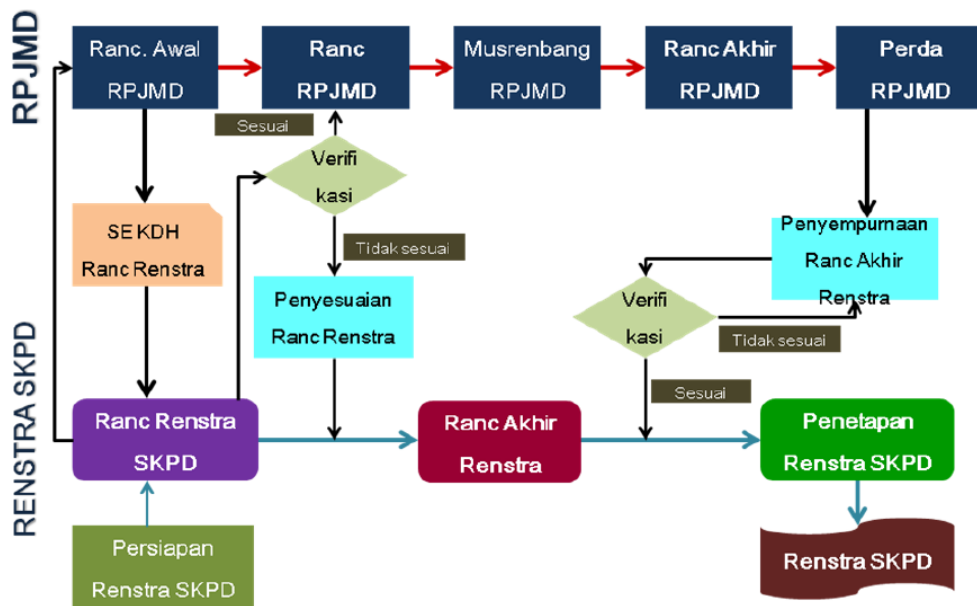 RPJMD
Ranc. Awal
RPJMD
Ranc
RPJMD
Musrenbang
RPJMD
Ranc Akhir
RPJMD
Perda
RPJMD
Sesuai
Verifi
kasi
SE KDH
Ranc Renstra
Tidak sesuai
Penyesuaian
Ranc Renstra
Penyempurnaan
Ranc Akhir
Renstra
Verifi
kasi
Tidak sesuai
Sesuai
RENSTRA SKPD
Ranc Renstra
SKPD
Ranc Akhir
Renstra
Penetapan
Renstra SKPD
Persiapan
Renstra SKPD
Renstra SKPD